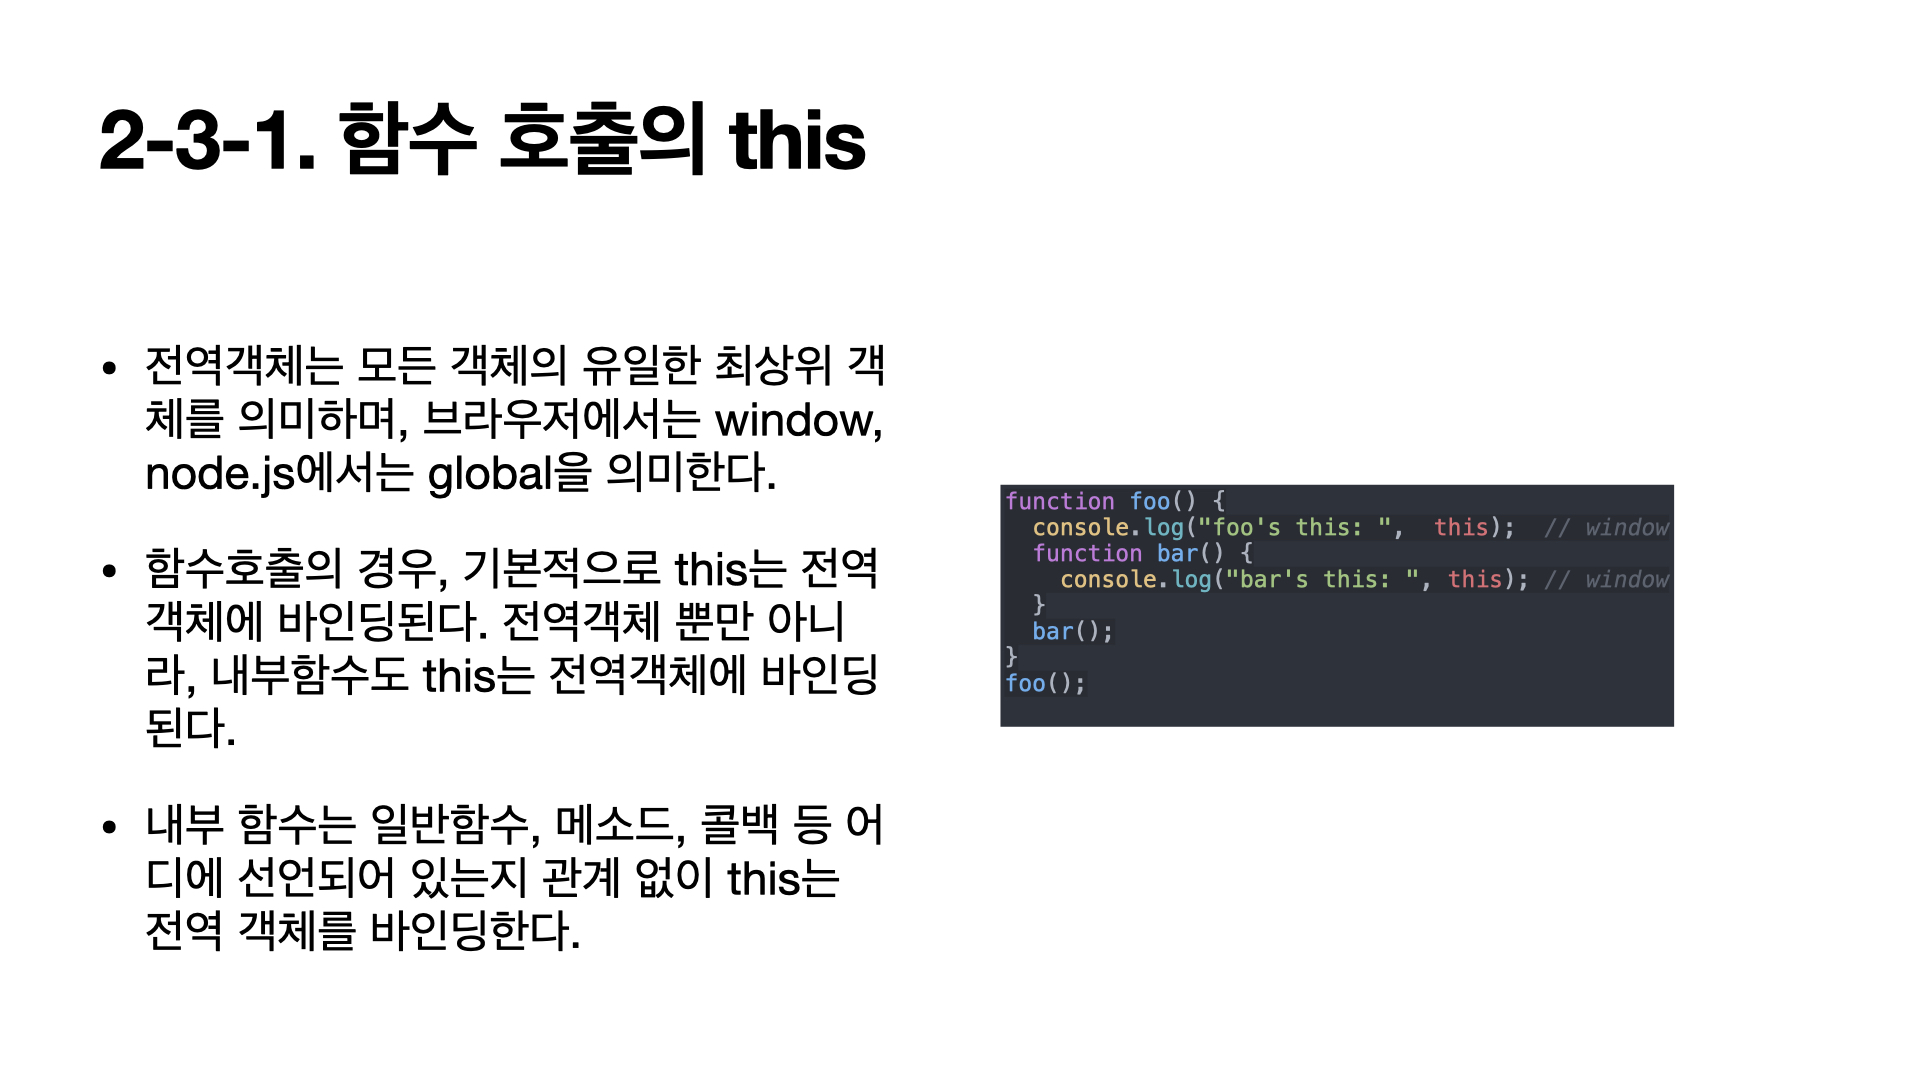 2-3-1. 함수 호출의 this
• 전역객체는 모든 객체의 유일한 최상위 객
체를 의미하며, 브라우저에서는 window,
node.js에서는 global을 의미한다.
• 함수호출의 경우, 기본적으로 this는 전역
객체에 바인딩된다. 전역객체 뿐만 아니
라, 내부함수도 this는 전역객체에 바인딩
된다.
• 내부 함수는 일반함수, 메소드, 콜백 등 어
디에 선언되어 있는지 관계 없이 this는
전역 객체를 바인딩한다.
function foo() {
  console.log("foo's this: ",  this);  // window
  function bar() {
    console.log("bar's this: ", this); // window
  }
  bar();
}
foo();